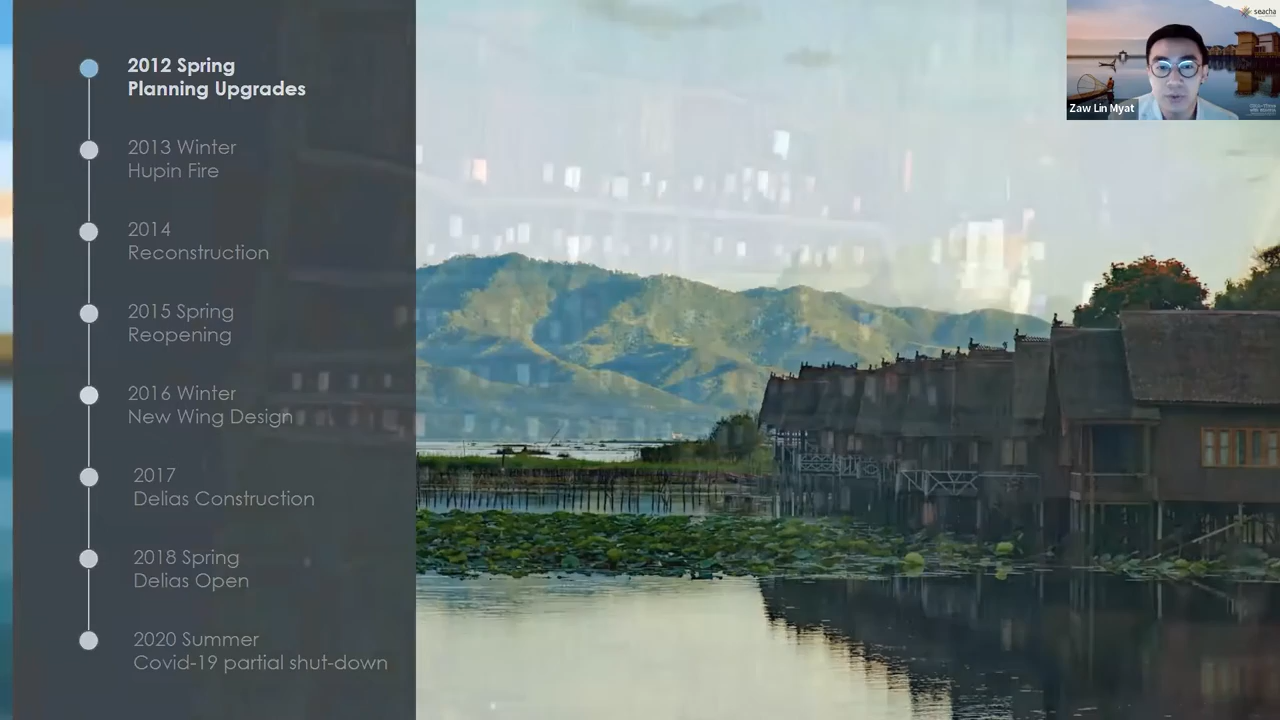 2012 Spring
Planning Upgrades
2013 Winter
Hupin Fire
2014
Reconstruction
2015 Spring
Reopening
2016 Winter
New Wing Design
2017
Delias Construction
2018 Spring
Delias Open
2020 Summer
Covid-19 partial shut-down
seacha
Zaw Lin Myat